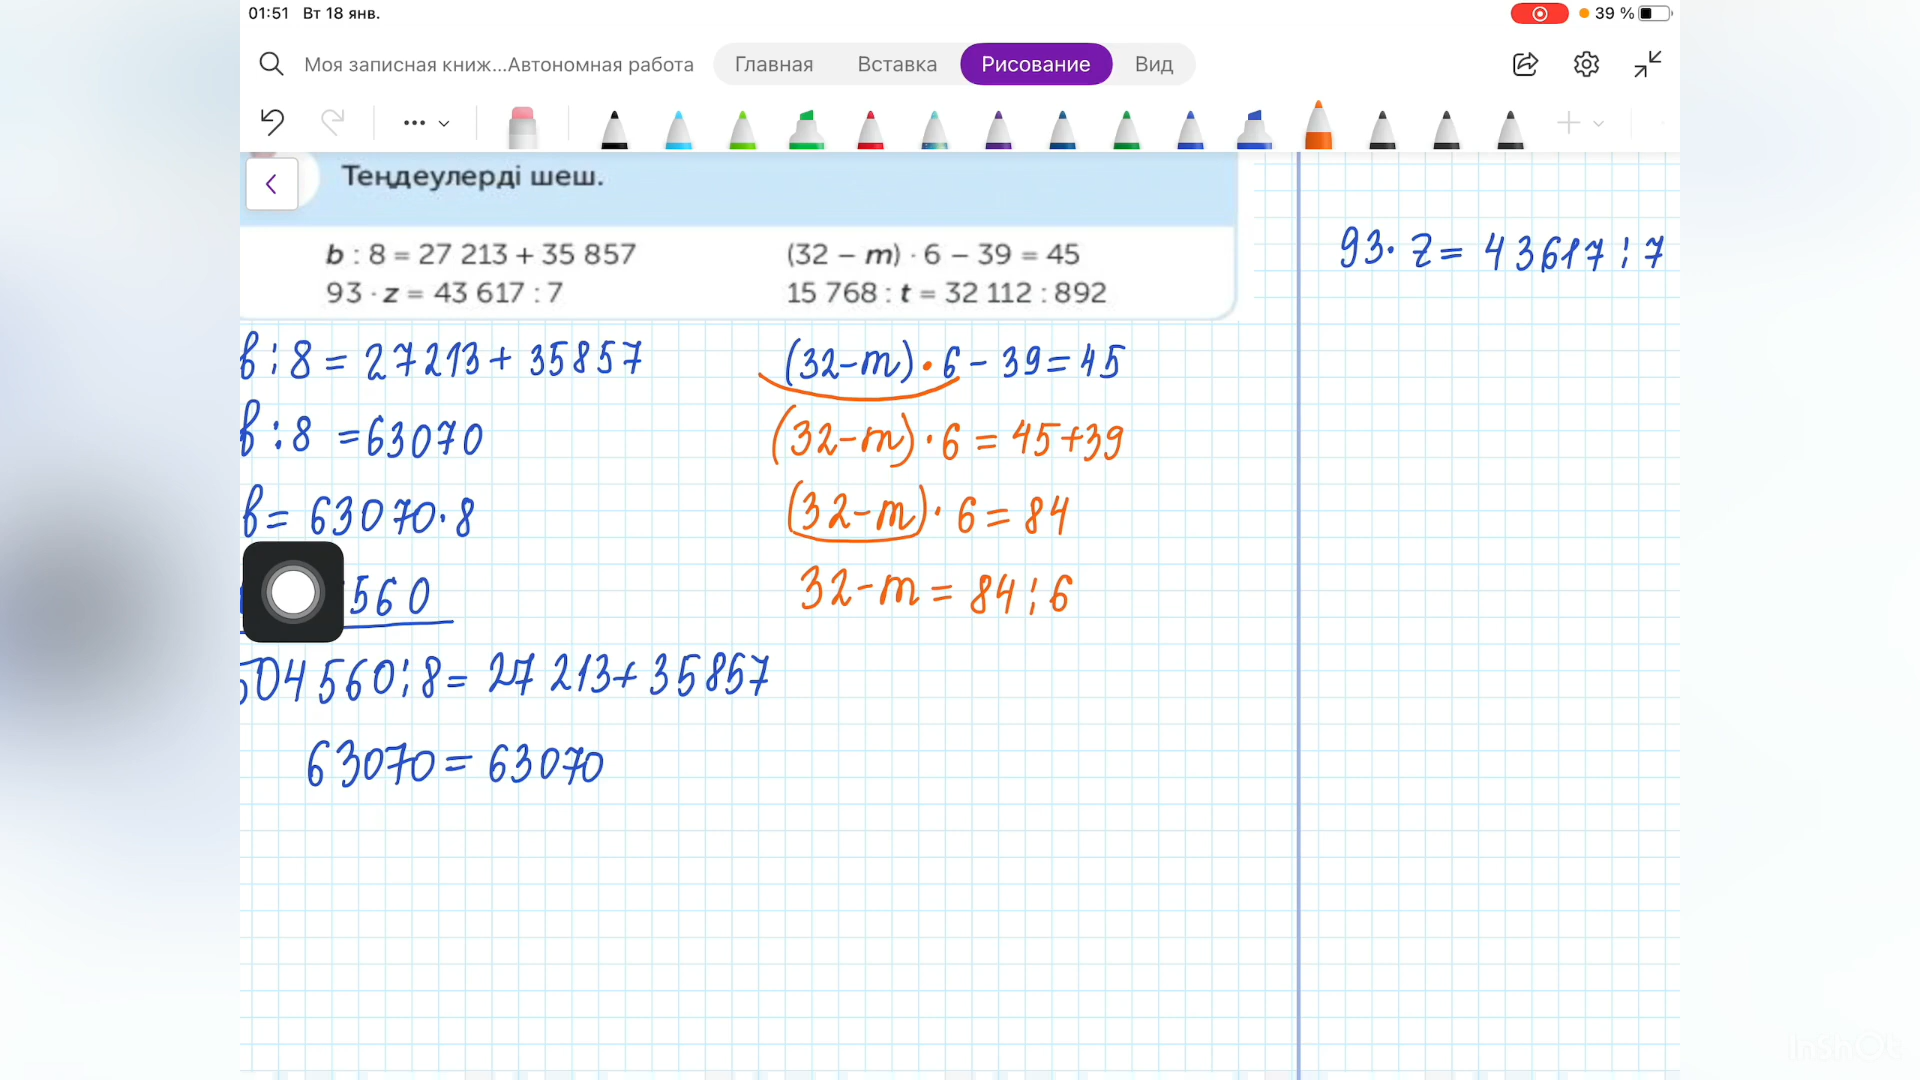 01:51 Вт 18 янв.
39 %
Моя записная книж...Автономная работа
Главная Вставка Рисование Вид
Теңдеулерді шеш.
b : 8 = 27 213 + 35 857
93 · z = 43 617 : 7
(32 – m) · 6 – 39 = 45
15 768 : t = 32 112 : 892
в : 8 = 27213 + 35857
в : 8 = 63070
в = 63070 · 8
560
504 560 : 8 = 27 213 + 35857
63070 = 63070
(32-m) · 6 - 39 = 45
(32-m) · 6 = 45+39
(32-m) · 6 = 84
32-m = 84 : 6
93 · z = 43617 : 7
InShOt